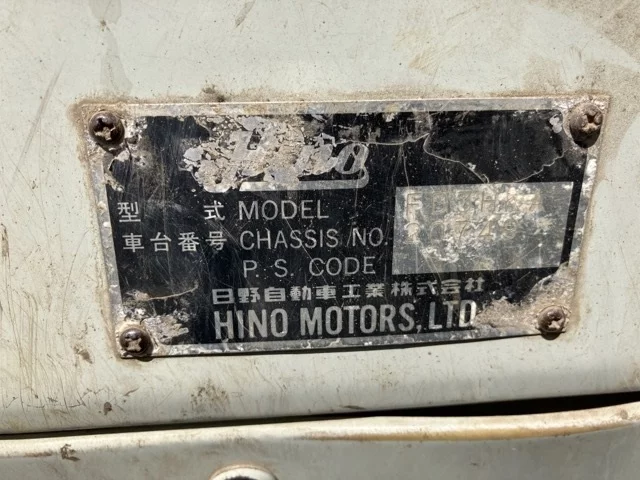 型式 MODEL
車台番号 CHASSIS NO.
P. S. CODE
日野自動車工業株式会社
HINO MOTORS, LTD